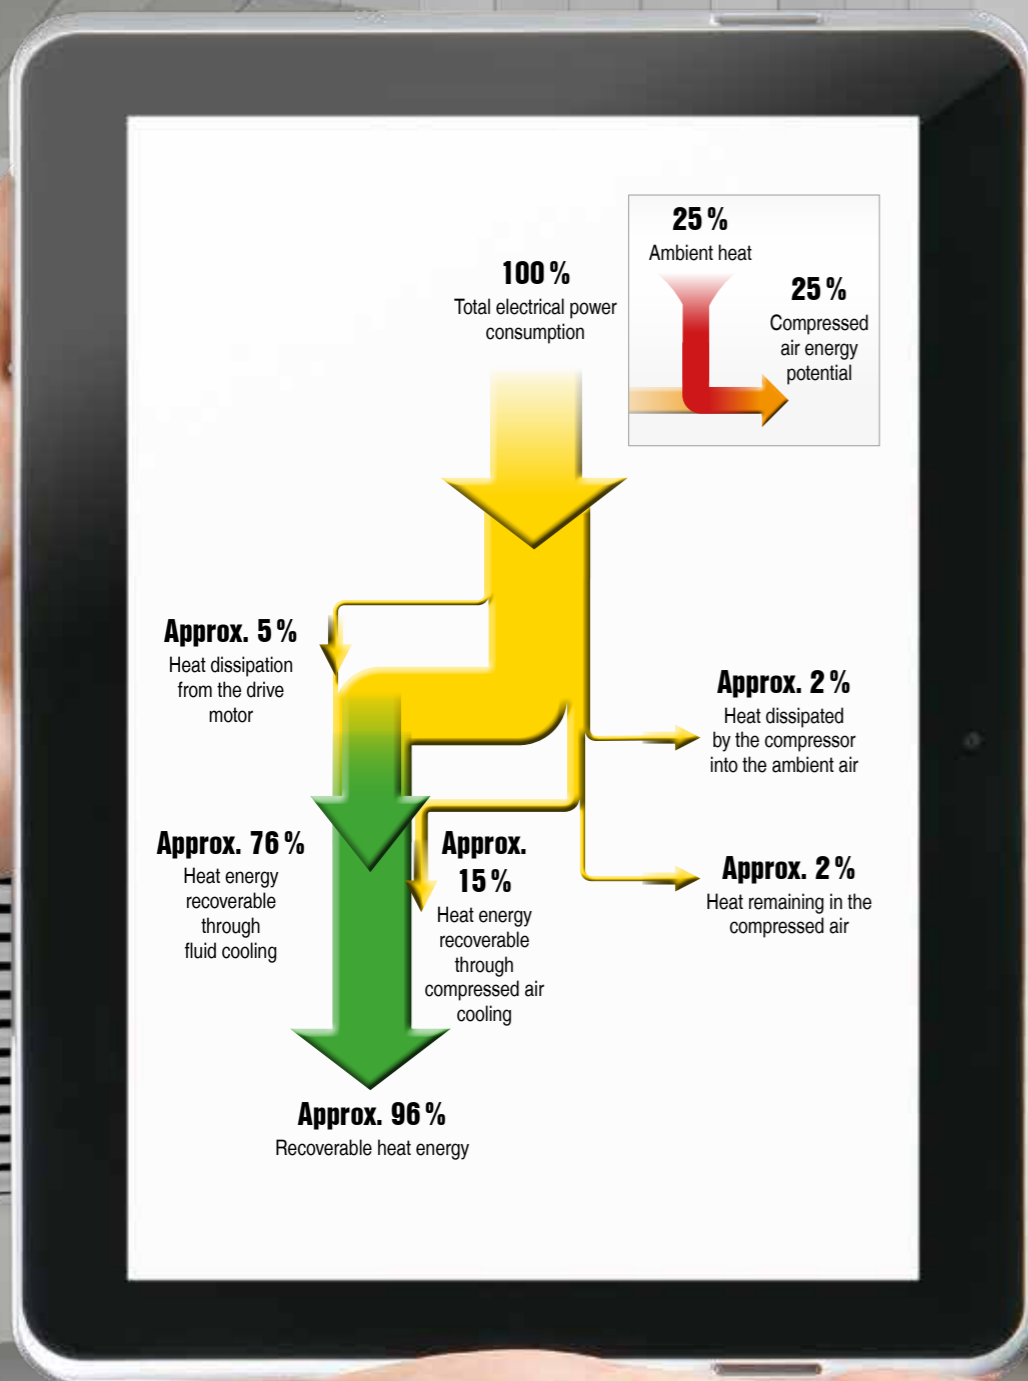 25 %
Ambient heat
100 %
Total electrical power
consumption
25 %
Compressed
air energy
potential
Approx. 5 %
Heat dissipation
from the drive
motor
Approx. 2 %
Heat dissipated
by the compressor
into the ambient air
Approx. 76 %
Heat energy
recoverable
through
fluid cooling
Approx.
15 %
Heat energy
recoverable
through
compressed air
cooling
Approx. 2 %
Heat remaining in the
compressed air
Approx. 96 %
Recoverable heat energy